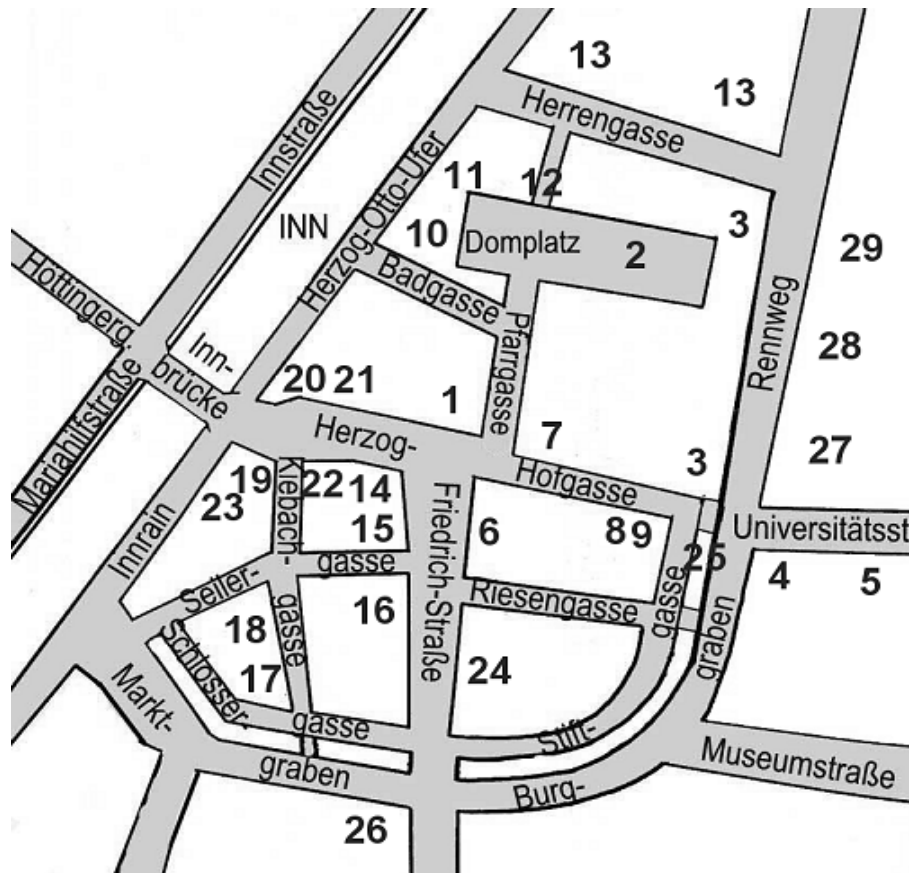 13
13
Herrengasse
Innstraße
Herzog-Otto-Ufer
11
12
INN
10
Domplatz
2
3
29
Höttingerg.
Badgasse
Rennweg
28
Inn-
brücke
Pfarrgasse
Mariahilfstraße
20
21
1
Herzog-
7
3
27
Hofgasse
19
Kiebach-
22
14
23
15
Friedrich-Straße
6
8
9
Universitätsst
25
Innrain
Seiler-
gasse
4
5
Riesengasse
gasse
gasse
16
graben
18
Schlosser-
17
24
Markt-
gasse
Stift-
graben
Museumstraße
Burg-
26